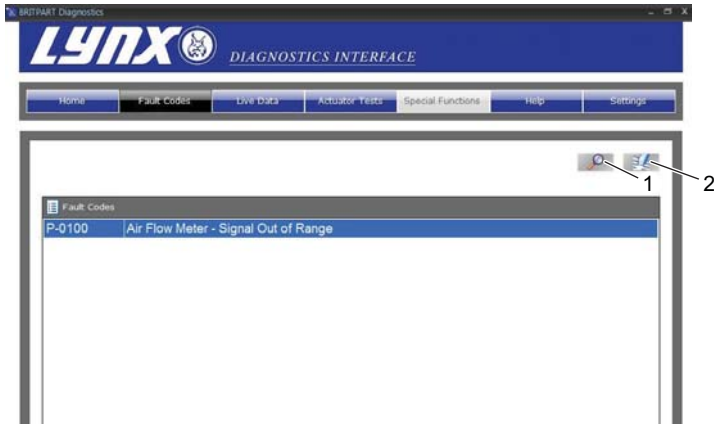 BRITPART Diagnostics
LYNX DIAGNOSTICS INTERFACE
Home Fault Codes Live Data Actuator Tests Special Functions Help Settings
1
2
Fault Codes
P-0100 Air Flow Meter - Signal Out of Range